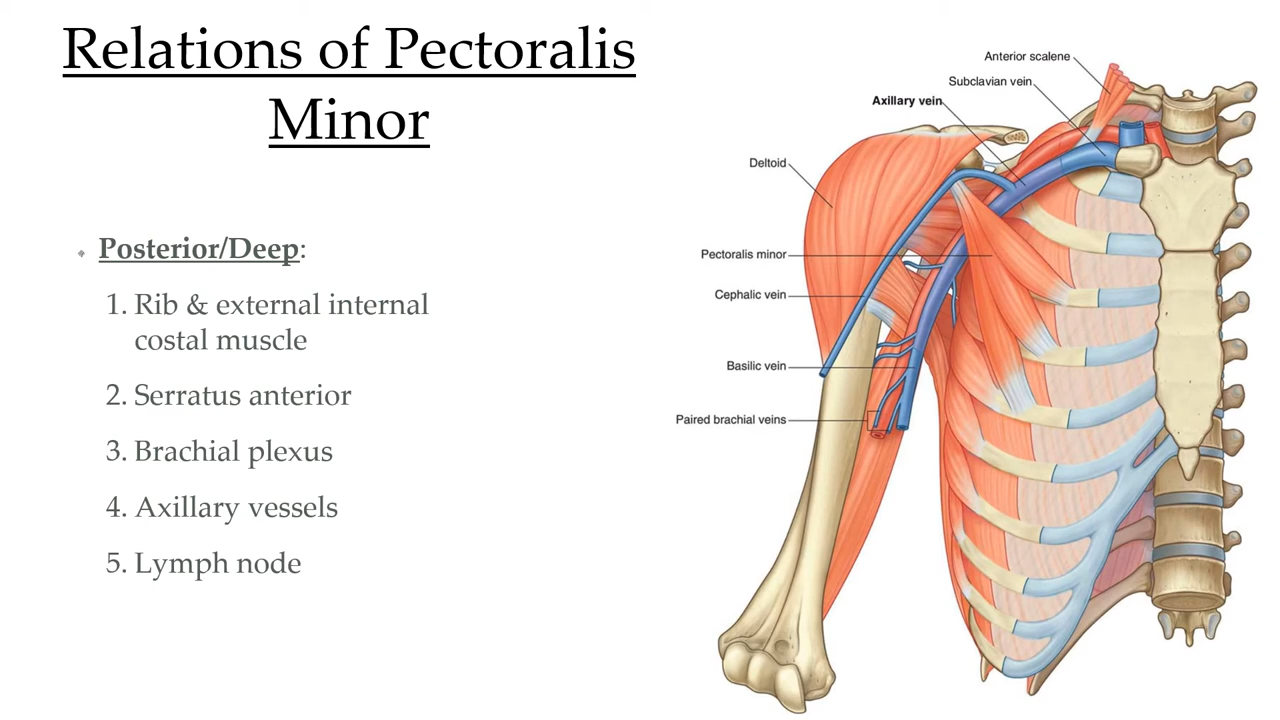 Relations of Pectoralis
Minor
Posterior/Deep:
1. Rib & external internal
costal muscle
2. Serratus anterior
3. Brachial plexus
4. Axillary vessels
5. Lymph node
Anterior scalene
Subclavian vein
Axillary vein
Deltoid
Pectoralis minor
Cephalic vein
Basilic vein
Paired brachial veins